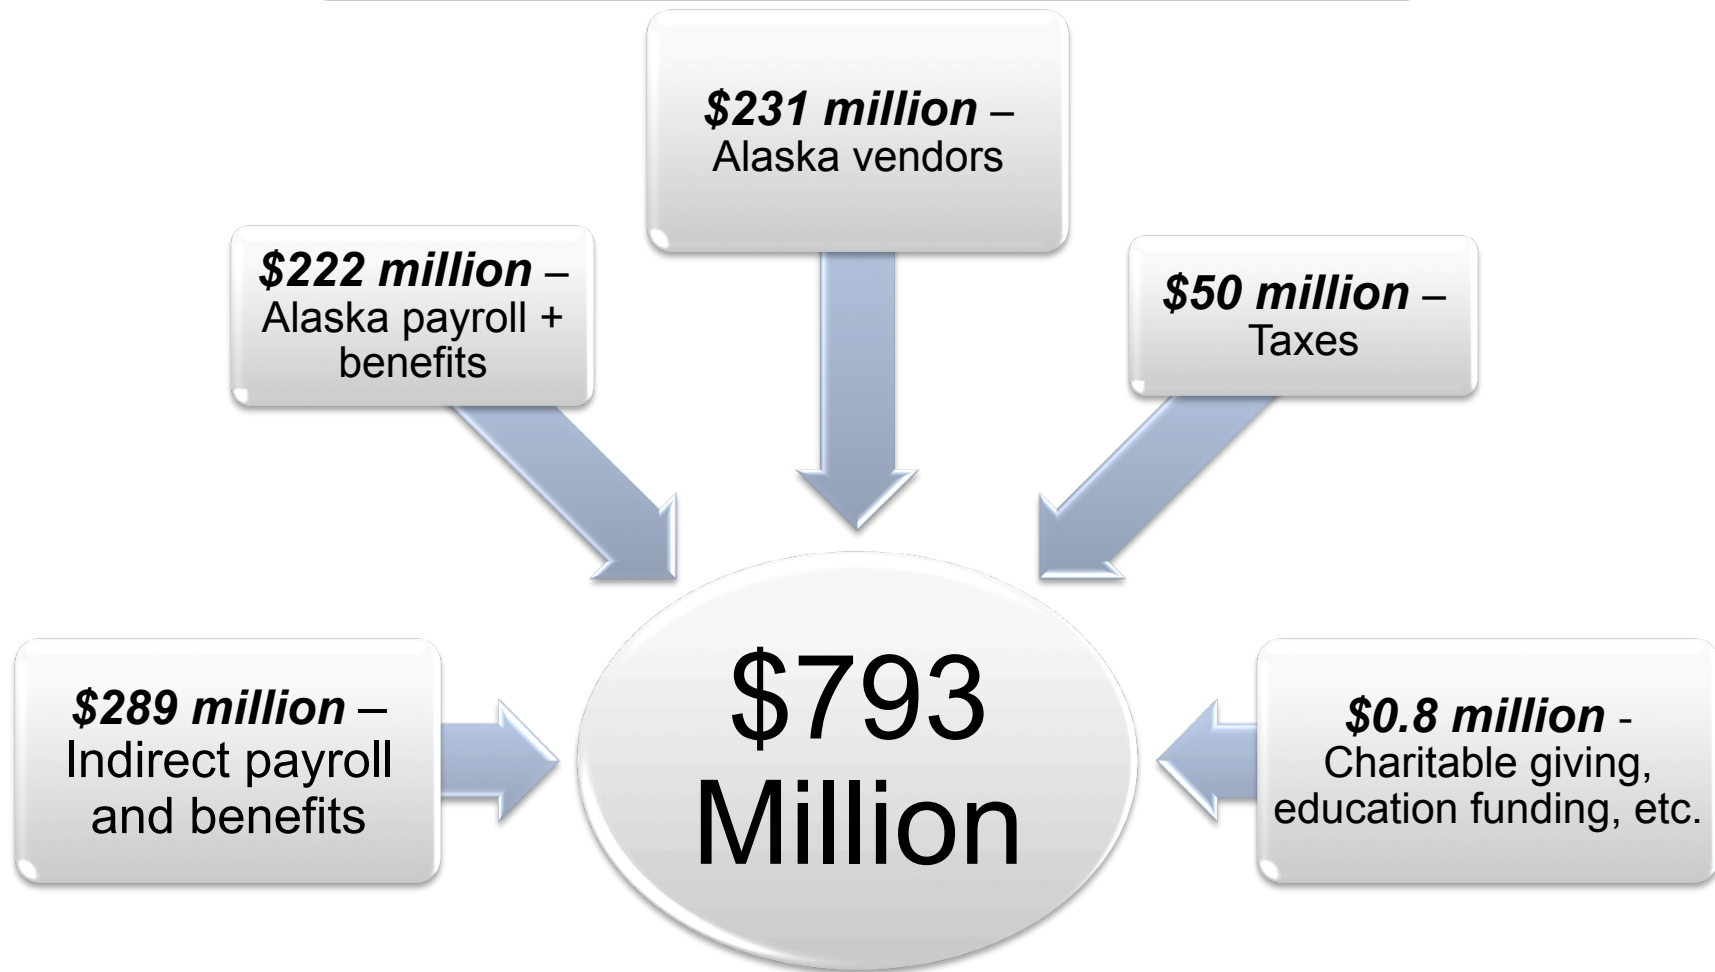 $231 million –
Alaska vendors
$222 million –
Alaska payroll +
benefits
$50 million –
Taxes
$289 million –
Indirect payroll
and benefits
$793
Million
$0.8 million -
Charitable giving,
education funding, etc.